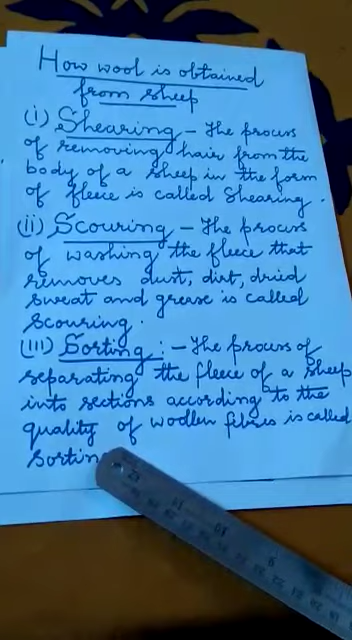 How wool is obtained
from sheep
(i) Shearing - The process
of removing hair from the
body of a sheep in the form
of fleece is called Shearing.
(ii) Scouring - The process
of washing the fleece that
removes dust, dirt, dried
sweat and grease is called
Scouring.
(III) Sorting :- The process of
separating the fleece of a sheep
into sections according to the
quality of woollen fibres is called
Sortin